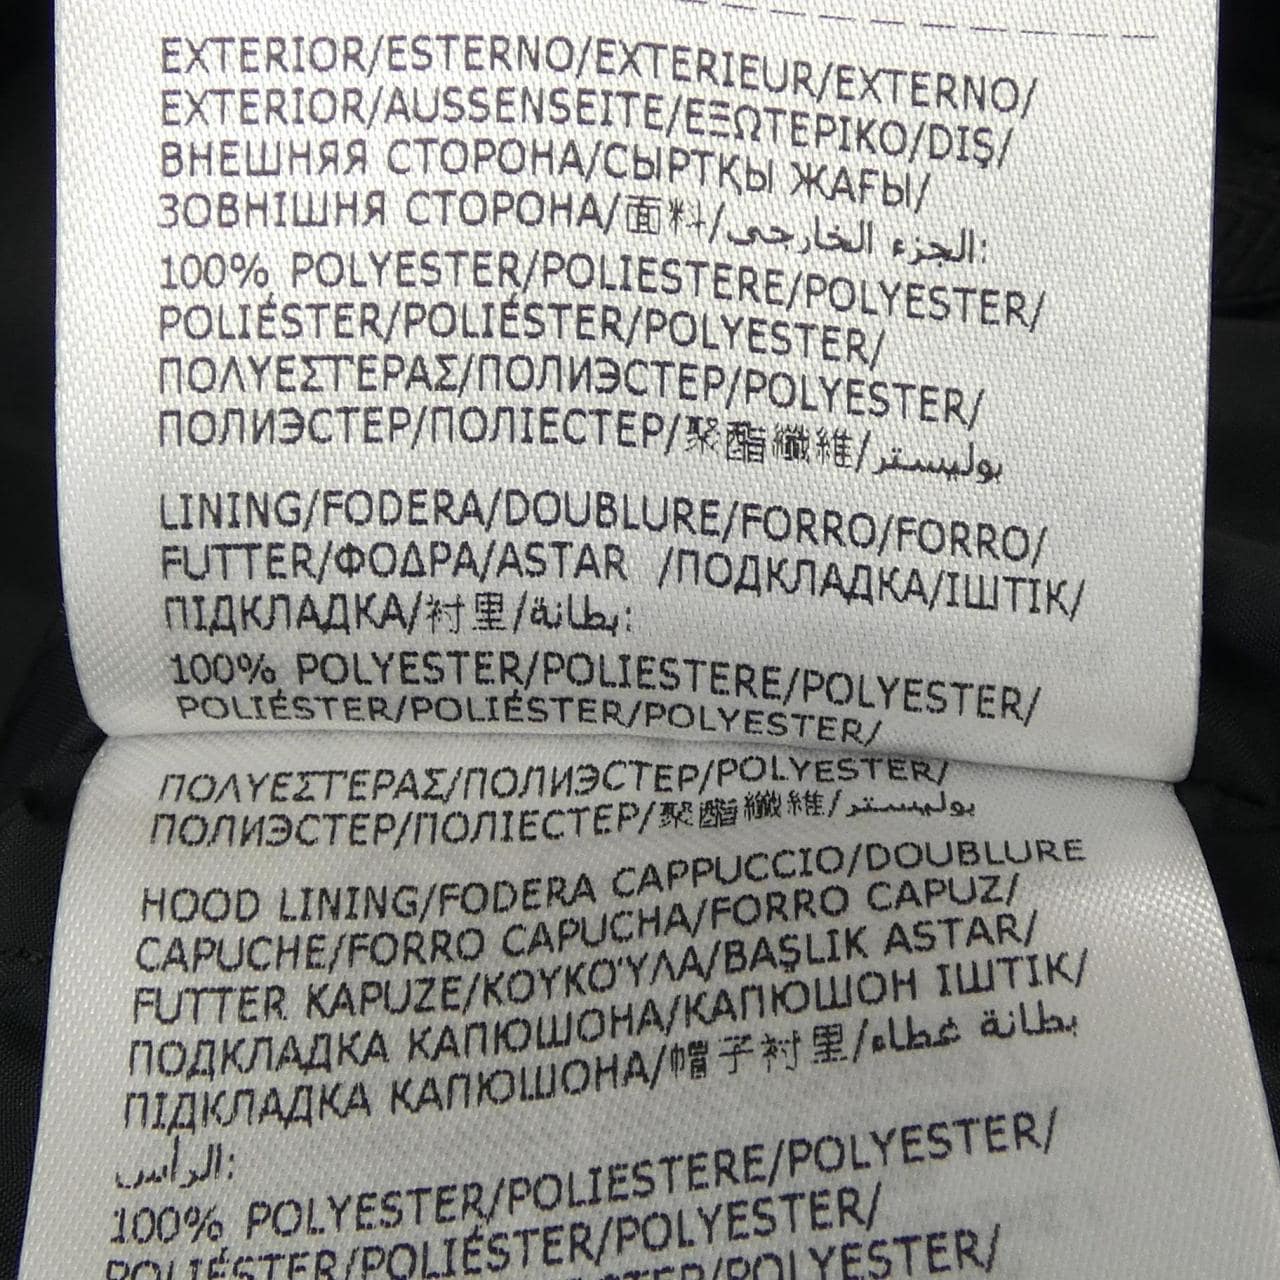 EXTERIOR/ESTERNO/EXTERIEUR/EXTERNO/
EXTERIOR/AUSSENSEITE/ΕΞΩΤΕΡΙΚΟ/DIŞ/
ВНЕШНЯЯ СТОРОНА/СЫРТҚЫ ЖАҒЫ/
ЗОВНІШНЯ СТОРОНА/面料/الجزء الخارجي:
100% POLYESTER/POLIESTERE/POLYESTER/
POLIÉSTER/POLIÉSTER/POLYESTER/
ΠΟΛΥΕΣΤΕΡΑΣ/ПОЛИЭСТЕР/POLYESTER/
ПОЛИЭСТЕР/ПОЛІЕСТЕР/聚酯纖維/بوليستر
LINING/FODERA/DOUBLURE/FORRO/FORRO/
FUTTER/ΦΟΔΡΑ/ASTAR /ПОДКЛАДКА/ІШТІК/
ПІДКЛАДКА/衬里/بطانة:
100% POLYESTER/POLIESTERE/POLYESTER/
POLIÉSTER/POLIÉSTER/POLYESTER/
ΠΟΛΥΕΣΤΕΡΑΣ/ПОЛИЭСТЕР/POLYESTER/
ПОЛИЭСТЕР/ПОЛІЕСТЕР/聚酯纖維/بوليستر
HOOD LINING/FODERA CAPPUCCIO/DOUBLURE
CAPUCHE/FORRO CAPUCHA/FORRO CAPUZ/
FUTTER KAPUZE/ΚΟΥΚΟΎΛΑ/BAŞLIK ASTAR/
ПОДКЛАДКА КАПЮШОНА/КАПЮШОН ІШТІК/
ПІДКЛАДКА КАПЮШОНА/帽子衬里/بطانة غطاء
الرأس:
100% POLYESTER/POLIESTERE/POLYESTER/
POLIÉSTER/POLIÉSTER/POLYESTER/
POLYESTER/